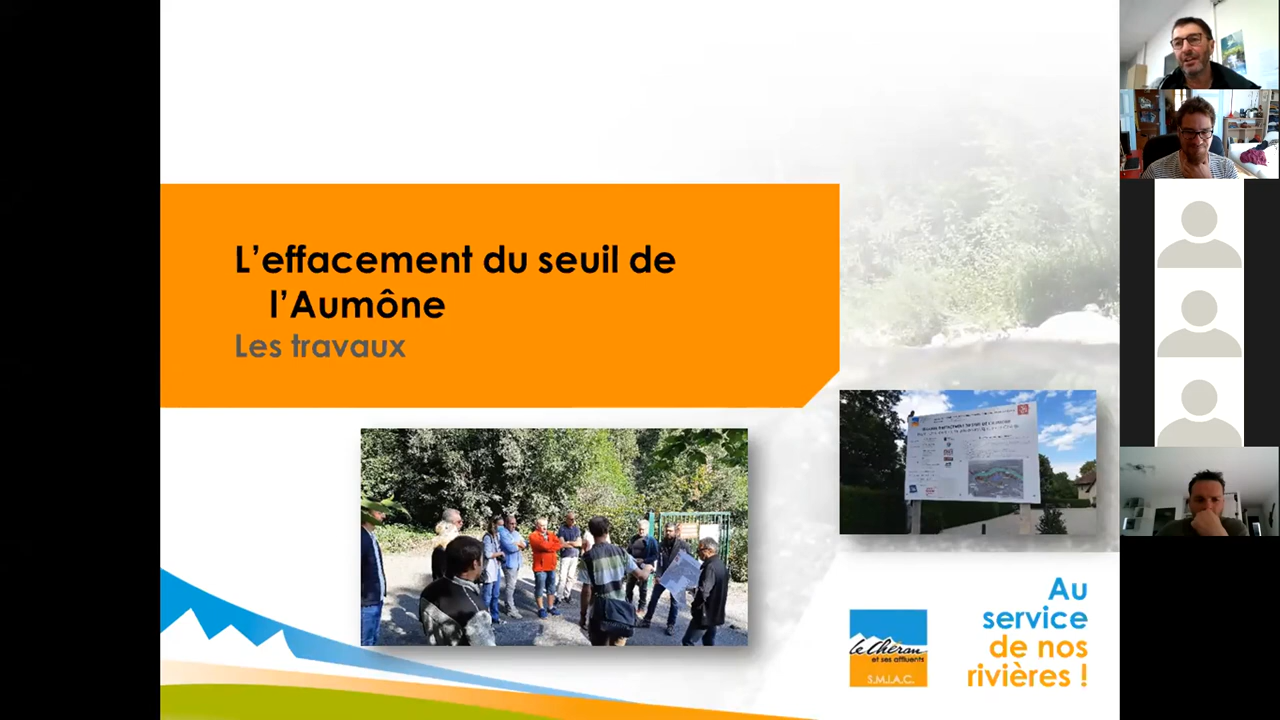 L'effacement du seuil de
l'Aumône
Les travaux
Au
service
de nos
rivières !
le Chéran
et ses affluents
S.M.I.A.C.